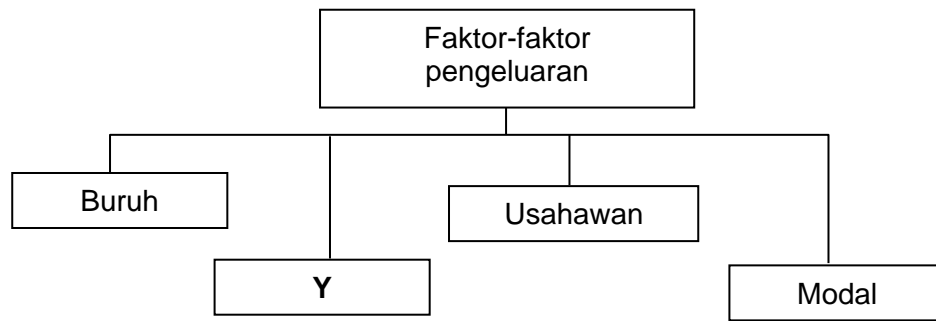 Faktor-faktor
pengeluaran
Buruh
Usahawan
Y
Modal